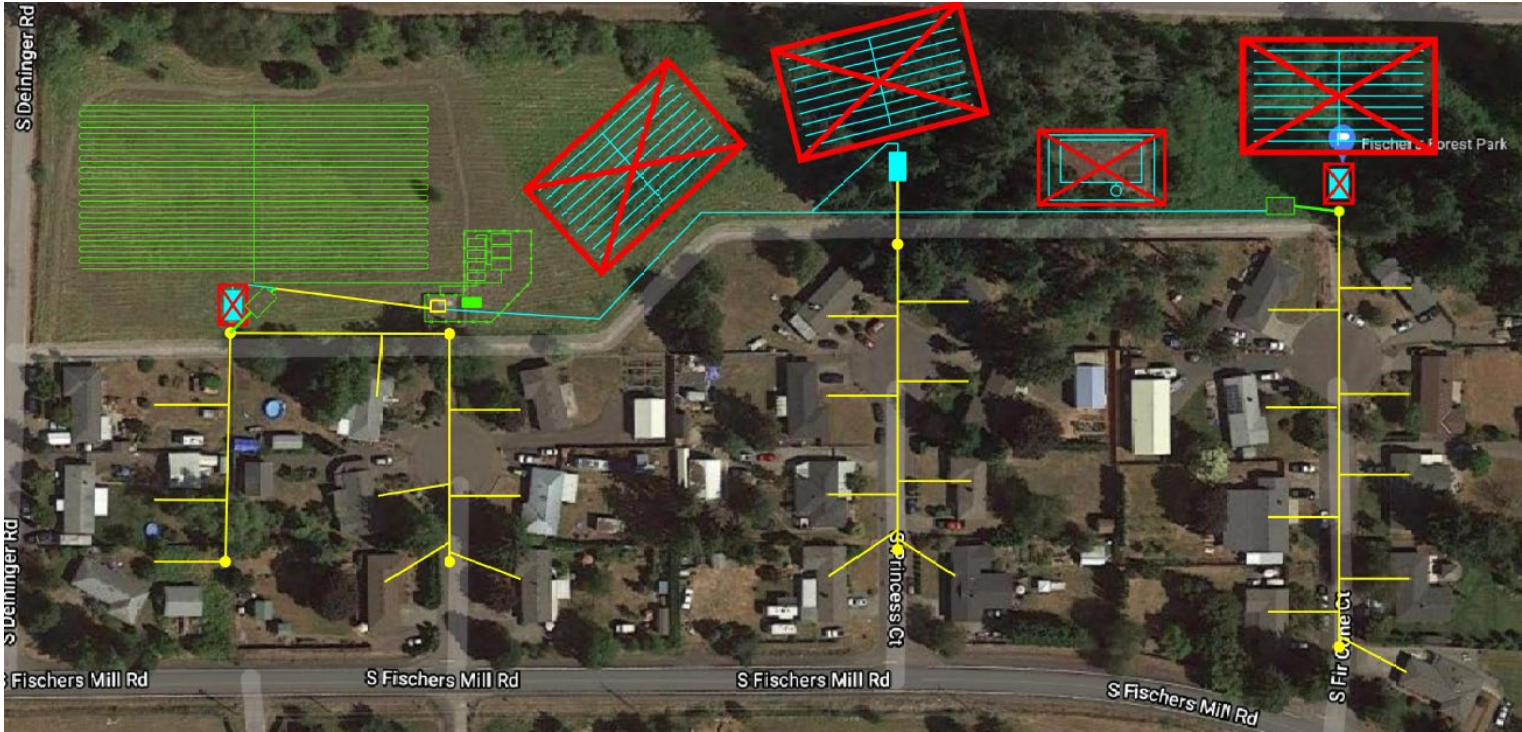 S Deininger Rd
Fischer's Forest Park
S Deininger Rd
S Princess Ct
S Fir Cone Ct
S Fischers Mill Rd
S Fischers Mill Rd
S Fischers Mill Rd
S Fischers Mill Rd